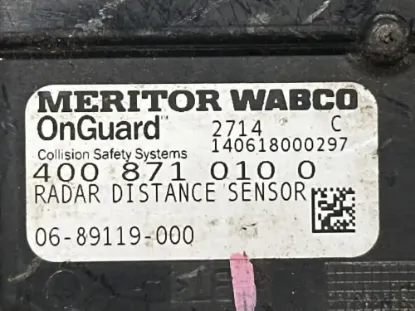 MERITOR WABCO
OnGuard™ 2714 C
Collision Safety Systems 140618000297
400 871 010 0
RADAR DISTANCE SENSOR
06-89119-000